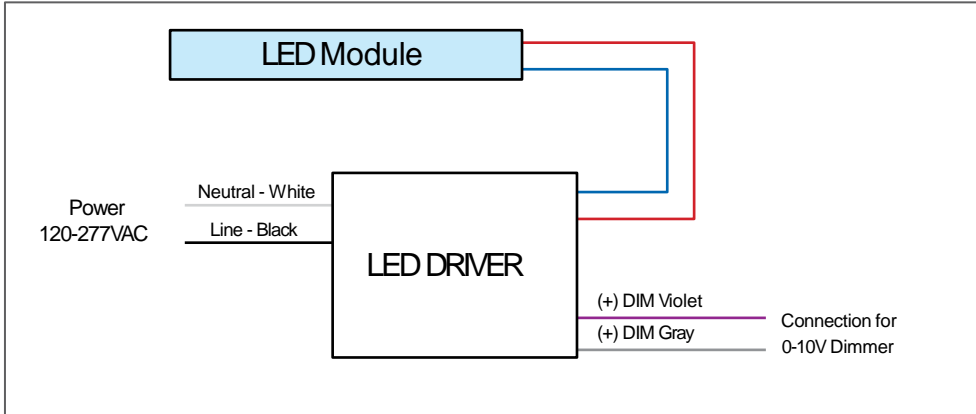 LED Module
Neutral - White
Power
120-277VAC
Line - Black
LED DRIVER
(+) DIM Violet
(+) DIM Gray
Connection for
0-10V Dimmer